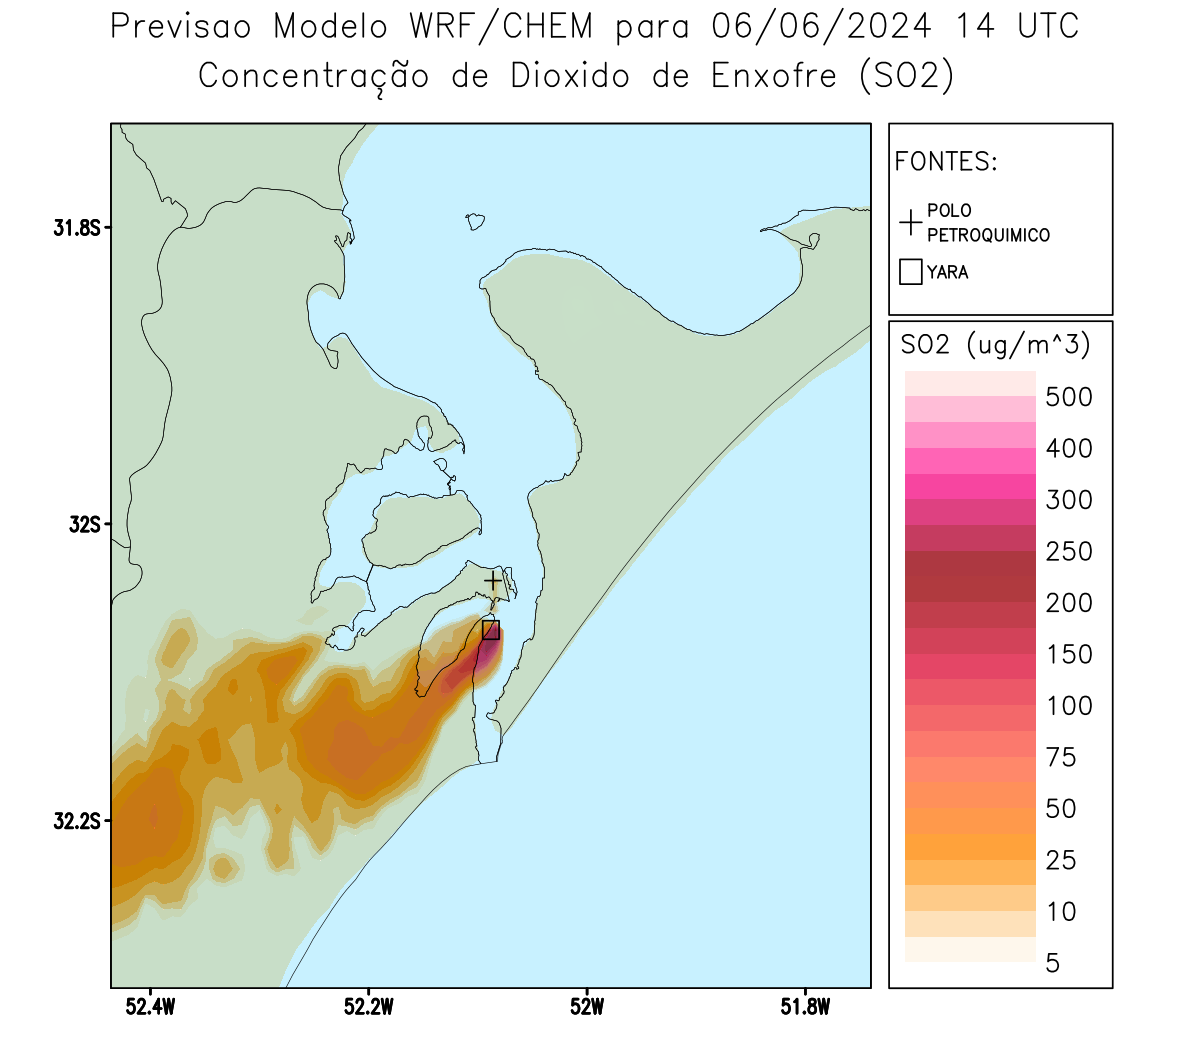 Previsao Modelo WRF/CHEM para 06/06/2024 14 UTC
Concentração de Dioxido de Enxofre (SO2)
FONTES:
POLO
PETROQUIMICO
YARA
31.8S
32S
32.2S
52.4W
52.2W
52W
51.8W
SO2 (ug/m^3)
500
400
300
250
200
150
100
75
50
25
10
5